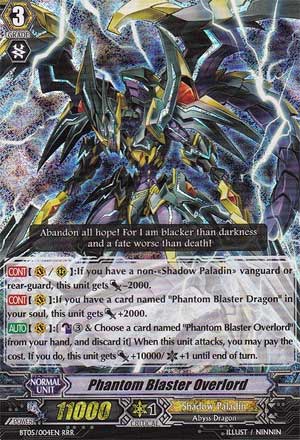 3
GRADE
Abandon all hope! For I am blacker than darkness
and a fate worse than death!
CONT [ / ]:If you have a non-«Shadow Paladin» vanguard or
rear-guard, this unit gets -2000.
CONT [ / ]:If you have a card named "Phantom Blaster Dragon" in
your soul, this unit gets +2000.
AUTO [ ]:[ 3 & Choose a card named "Phantom Blaster Overlord"
from your hand, and discard it] When this unit attacks, you may pay the
cost. If you do, this unit gets +10000/ +1 until end of turn.
NORMAL
UNIT
Phantom Blaster Overlord
POWER 11000 1
CRITICAL
Shadow Paladin
Abyss Dragon
BT05/004EN RRR
ILLUST / NINNIN